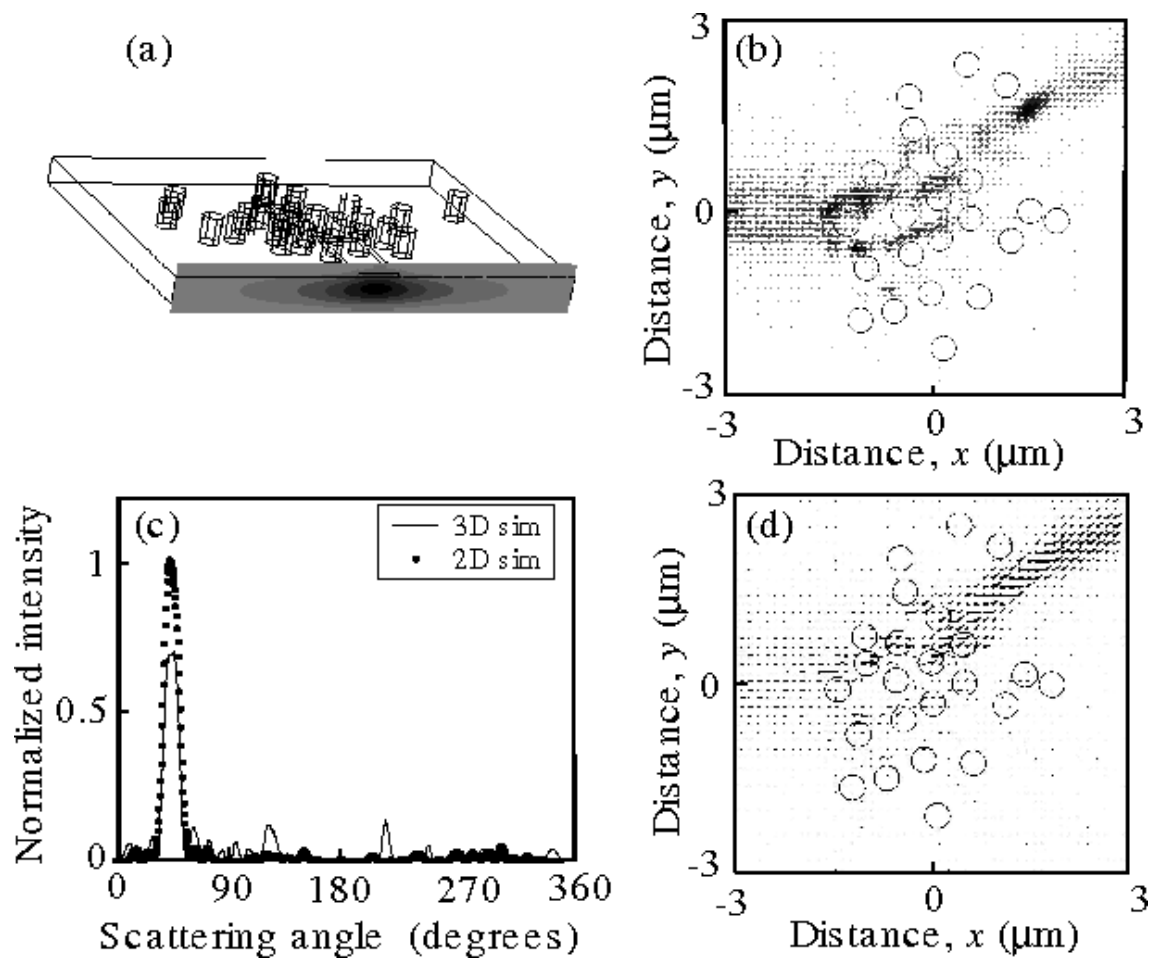 (a)
(b)
3
0
-3
Distance, y (μm)
-3
0
3
Distance, x (μm)
(c)
3D sim
2D sim
1
0.5
0
Normalized intensity
0
90
180
270
360
Scattering angle (degrees)
(d)
3
0
-3
Distance, y (μm)
-3
0
3
Distance, x (μm)